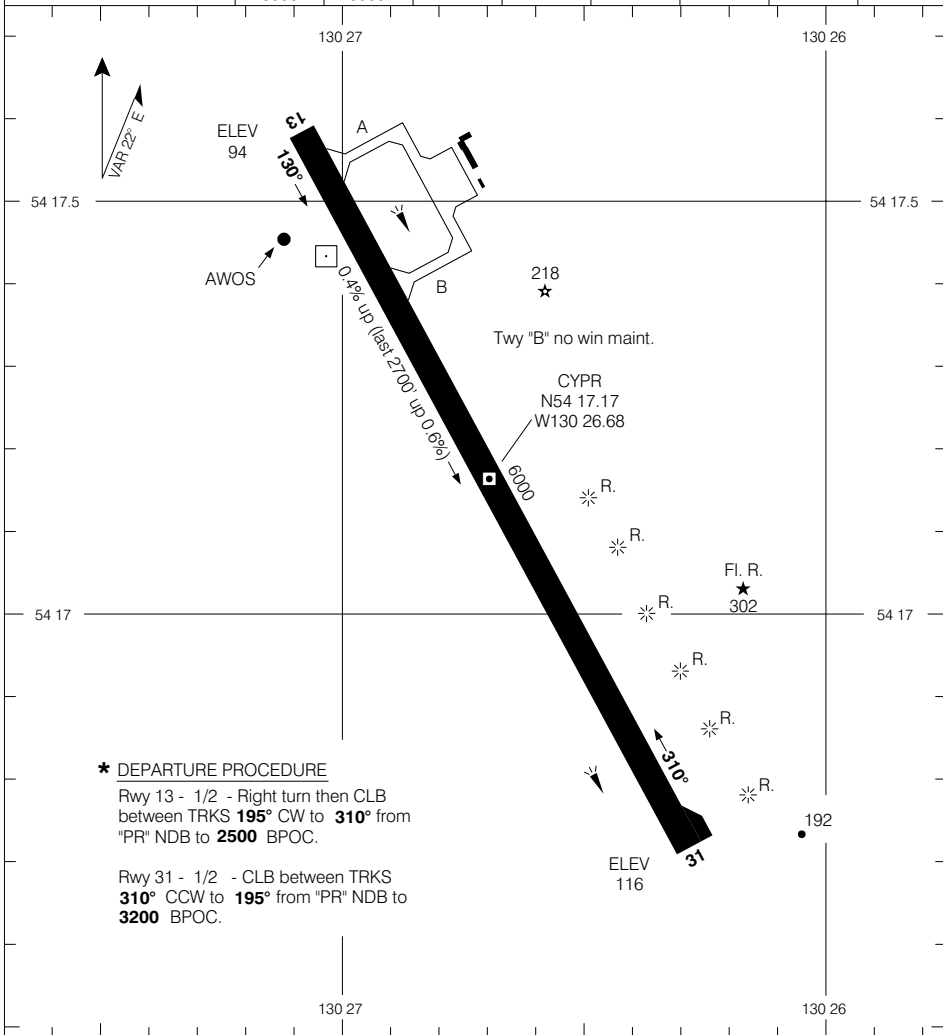 130 27
130 26
VAR 22° E
ELEV
94
13
130°
A
54 17.5
54 17.5
AWOS
B
218
0.4% up (last 2700' up 0.6%)
Twy "B" no win maint.
CYPR
N54 17.17
W130 26.68
6000
R.
R.
Fl. R.
302
R.
54 17
54 17
R.
R.
310°
R.
192
31
ELEV
116
* DEPARTURE PROCEDURE
Rwy 13 - 1/2 - Right turn then CLB
between TRKS 195° CW to 310° from
"PR" NDB to 2500 BPOC.
Rwy 31 - 1/2 - CLB between TRKS
310° CCW to 195° from "PR" NDB to
3200 BPOC.
130 27
130 26